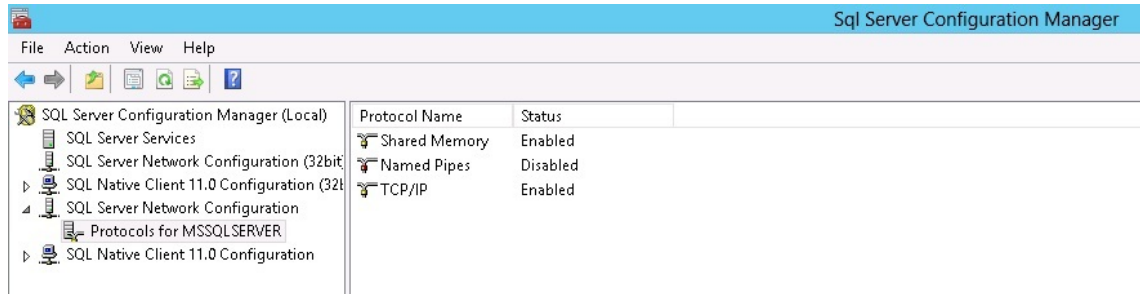 Sql Server Configuration Manager
File Action View Help
SQL Server Configuration Manager (Local)
SQL Server Services
SQL Server Network Configuration (32bit
SQL Native Client 11.0 Configuration (32b
SQL Server Network Configuration
Protocols for MSSQLSERVER
SQL Native Client 11.0 Configuration
Protocol Name Status
Shared Memory Enabled
Named Pipes Disabled
TCP/IP Enabled